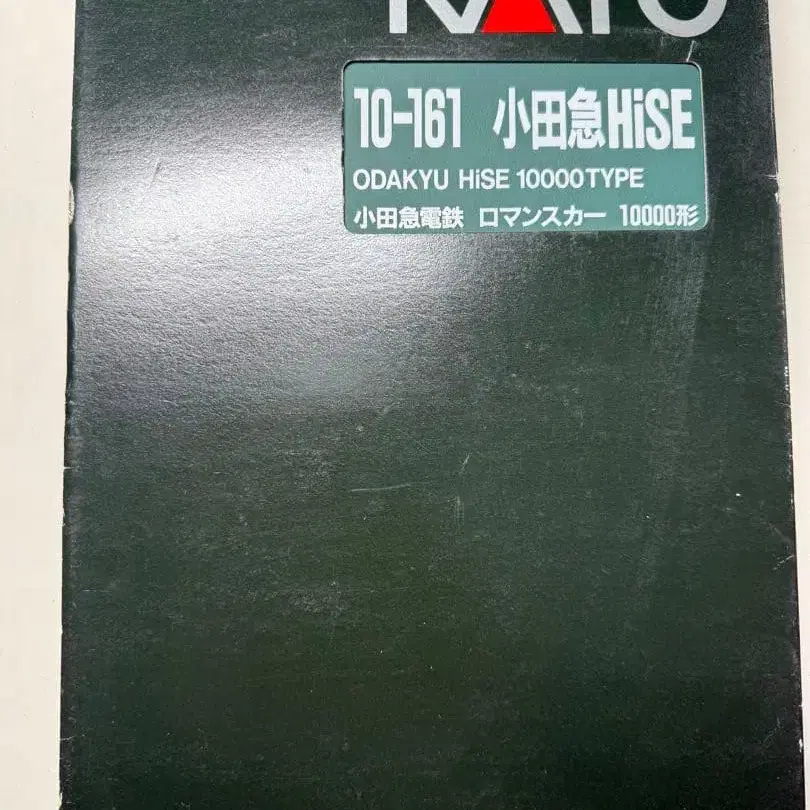 KATO
10-161 小田急HiSE
ODAKYU HiSE 10000TYPE
小田急電鉄 ロマンスカー 10000形